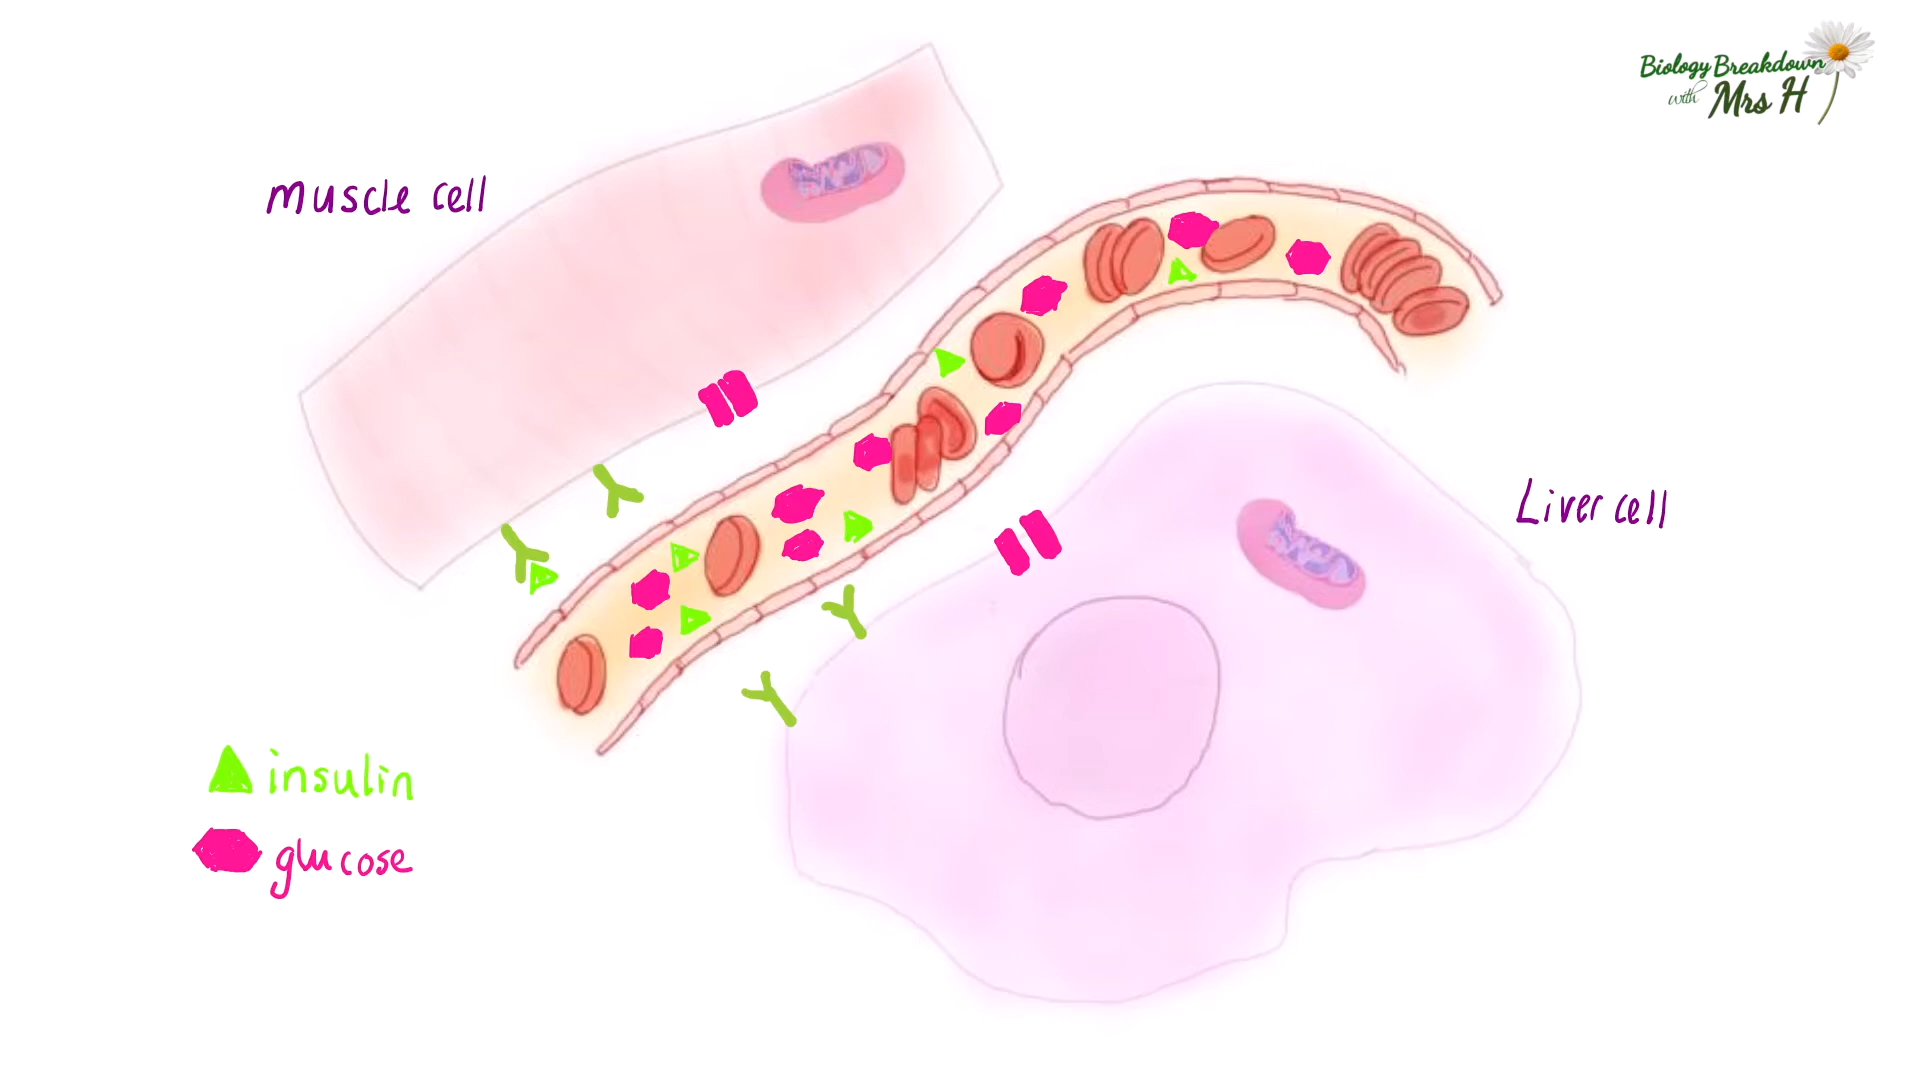 Biology Breakdown
with Mrs H
muscle cell
Liver cell
insulin
glucose